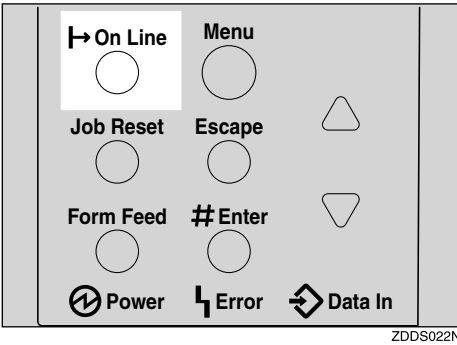 On Line Menu
Job Reset Escape
Form Feed # Enter
Power Error Data In
ZDDS022N